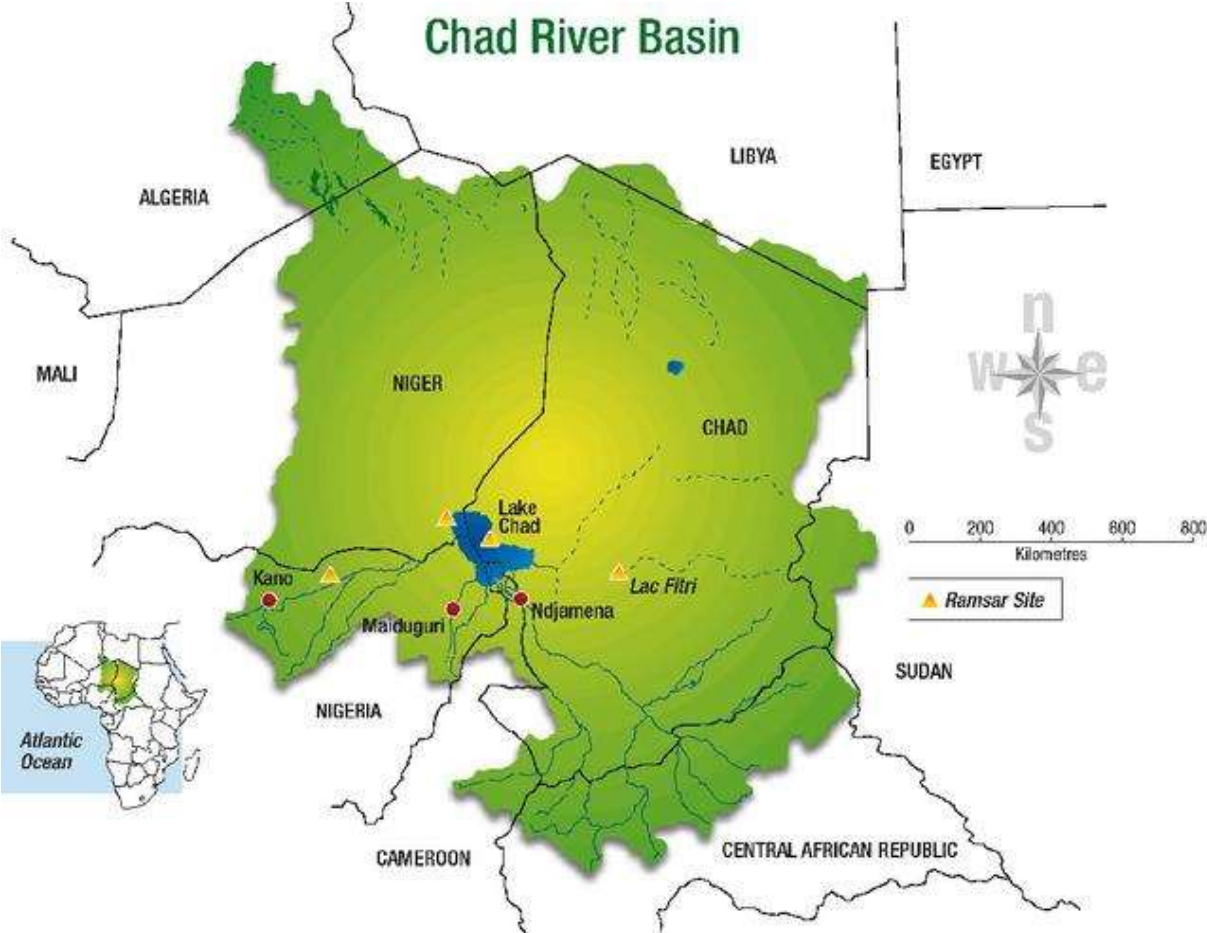 Chad River Basin
LIBYA
EGYPT
ALGERIA
n
w e
s
MALI
NIGER
CHAD
Lake
Chad
0 200 400 600 800
Kilometres
Kano
Lac Fitri
Ramsar Site
Ndjamena
Maiduguri
SUDAN
NIGERIA
Atlantic
Ocean
CAMEROON
CENTRAL AFRICAN REPUBLIC